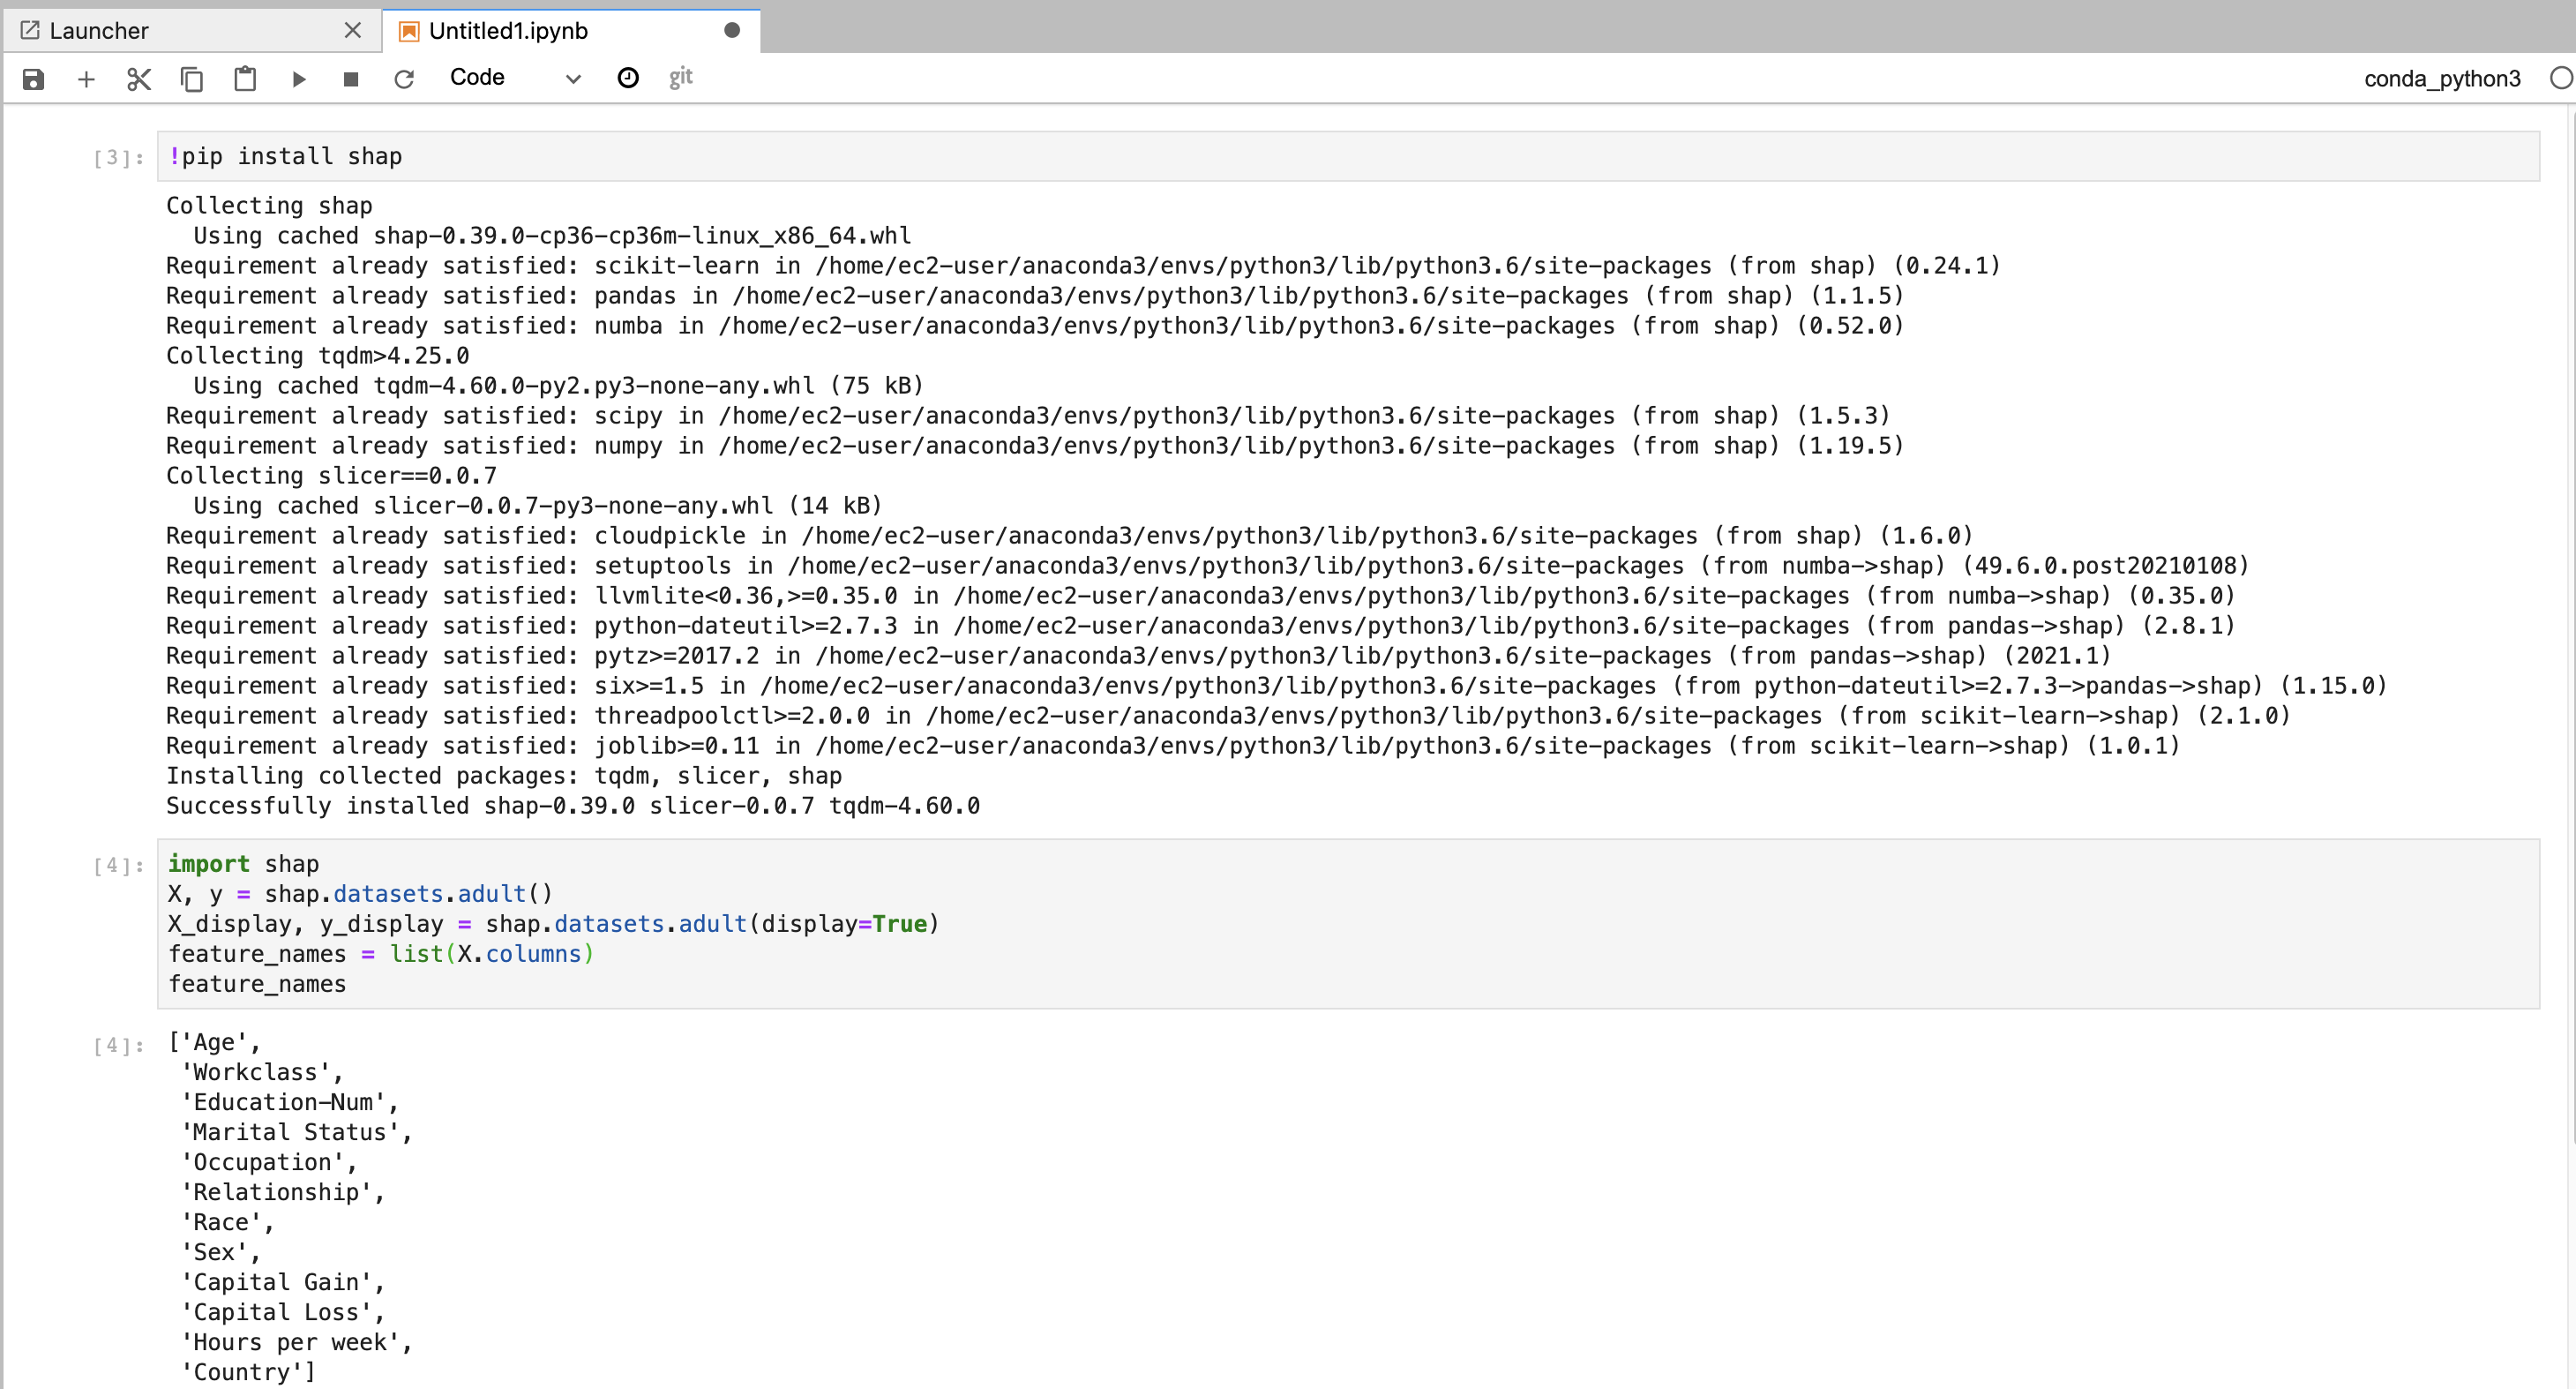 Launcher
Untitled1.ipynb
Code
git
conda_python3
[3]:
!pip install shap
Collecting shap
  Using cached shap-0.39.0-cp36-cp36m-linux_x86_64.whl
Requirement already satisfied: scikit-learn in /home/ec2-user/anaconda3/envs/python3/lib/python3.6/site-packages (from shap) (0.24.1)
Requirement already satisfied: pandas in /home/ec2-user/anaconda3/envs/python3/lib/python3.6/site-packages (from shap) (1.1.5)
Requirement already satisfied: numba in /home/ec2-user/anaconda3/envs/python3/lib/python3.6/site-packages (from shap) (0.52.0)
Collecting tqdm>4.25.0
  Using cached tqdm-4.60.0-py2.py3-none-any.whl (75 kB)
Requirement already satisfied: scipy in /home/ec2-user/anaconda3/envs/python3/lib/python3.6/site-packages (from shap) (1.5.3)
Requirement already satisfied: numpy in /home/ec2-user/anaconda3/envs/python3/lib/python3.6/site-packages (from shap) (1.19.5)
Collecting slicer==0.0.7
  Using cached slicer-0.0.7-py3-none-any.whl (14 kB)
Requirement already satisfied: cloudpickle in /home/ec2-user/anaconda3/envs/python3/lib/python3.6/site-packages (from shap) (1.6.0)
Requirement already satisfied: setuptools in /home/ec2-user/anaconda3/envs/python3/lib/python3.6/site-packages (from numba->shap) (49.6.0.post20210108)
Requirement already satisfied: llvmlite<0.36,>=0.35.0 in /home/ec2-user/anaconda3/envs/python3/lib/python3.6/site-packages (from numba->shap) (0.35.0)
Requirement already satisfied: python-dateutil>=2.7.3 in /home/ec2-user/anaconda3/envs/python3/lib/python3.6/site-packages (from pandas->shap) (2.8.1)
Requirement already satisfied: pytz>=2017.2 in /home/ec2-user/anaconda3/envs/python3/lib/python3.6/site-packages (from pandas->shap) (2021.1)
Requirement already satisfied: six>=1.5 in /home/ec2-user/anaconda3/envs/python3/lib/python3.6/site-packages (from python-dateutil>=2.7.3->pandas->shap) (1.15.0)
Requirement already satisfied: threadpoolctl>=2.0.0 in /home/ec2-user/anaconda3/envs/python3/lib/python3.6/site-packages (from scikit-learn->shap) (2.1.0)
Requirement already satisfied: joblib>=0.11 in /home/ec2-user/anaconda3/envs/python3/lib/python3.6/site-packages (from scikit-learn->shap) (1.0.1)
Installing collected packages: tqdm, slicer, shap
Successfully installed shap-0.39.0 slicer-0.0.7 tqdm-4.60.0
[4]:
import shap
X, y = shap.datasets.adult()
X_display, y_display = shap.datasets.adult(display=True)
feature_names = list(X.columns)
feature_names
[4]:
['Age',
 'Workclass',
 'Education-Num',
 'Marital Status',
 'Occupation',
 'Relationship',
 'Race',
 'Sex',
 'Capital Gain',
 'Capital Loss',
 'Hours per week',
 'Country']